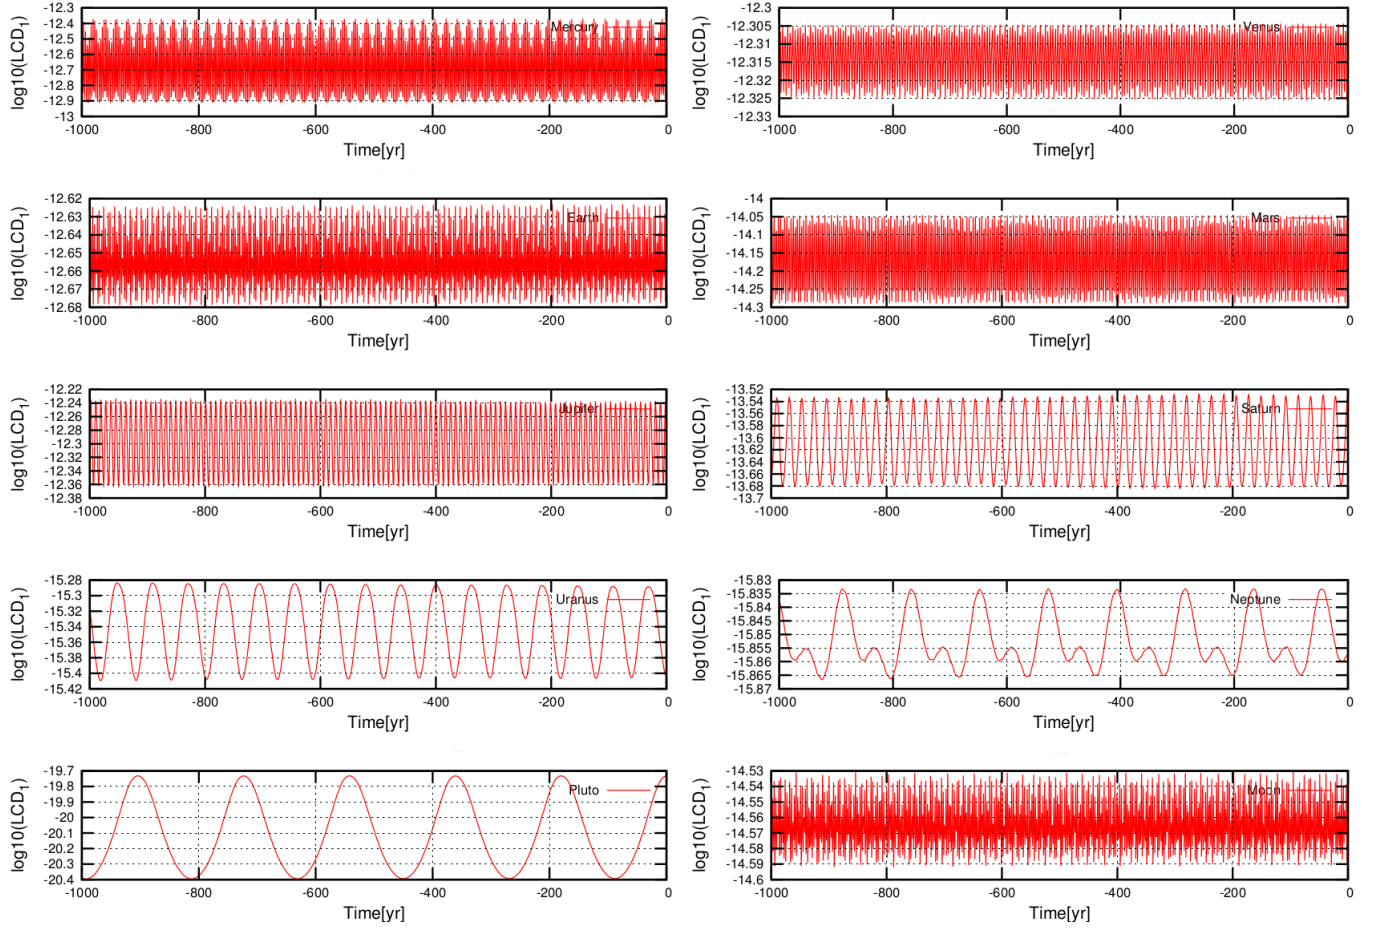 -12.3
-12.4
-12.5
-12.6
-12.7
-12.8
-12.9
-13
log10(LCD1)
Mercury
-1000 -800 -600 -400 -200 0
Time[yr]
-12.3
-12.305
-12.31
-12.315
-12.32
-12.325
-12.33
log10(LCD1)
Venus
-1000 -800 -600 -400 -200 0
Time[yr]
-12.62
-12.63
-12.64
-12.65
-12.66
-12.67
-12.68
log10(LCD1)
Earth
-1000 -800 -600 -400 -200 0
Time[yr]
-14
-14.05
-14.1
-14.15
-14.2
-14.25
-14.3
log10(LCD1)
Mars
-1000 -800 -600 -400 -200 0
Time[yr]
-12.22
-12.24
-12.26
-12.28
-12.3
-12.32
-12.34
-12.36
-12.38
log10(LCD1)
Jupiter
-1000 -800 -600 -400 -200 0
Time[yr]
-13.52
-13.54
-13.56
-13.58
-13.6
-13.62
-13.64
-13.66
-13.68
-13.7
log10(LCD1)
Saturn
-1000 -800 -600 -400 -200 0
Time[yr]
-15.28
-15.3
-15.32
-15.34
-15.36
-15.38
-15.4
-15.42
log10(LCD1)
Uranus
-1000 -800 -600 -400 -200 0
Time[yr]
-15.83
-15.835
-15.84
-15.845
-15.85
-15.855
-15.86
-15.865
-15.87
log10(LCD1)
Neptune
-1000 -800 -600 -400 -200 0
Time[yr]
-19.7
-19.8
-19.9
-20
-20.1
-20.2
-20.3
-20.4
log10(LCD1)
Pluto
-1000 -800 -600 -400 -200 0
Time[yr]
-14.53
-14.54
-14.55
-14.56
-14.57
-14.58
-14.59
-14.6
log10(LCD1)
Moon
-1000 -800 -600 -400 -200 0
Time[yr]